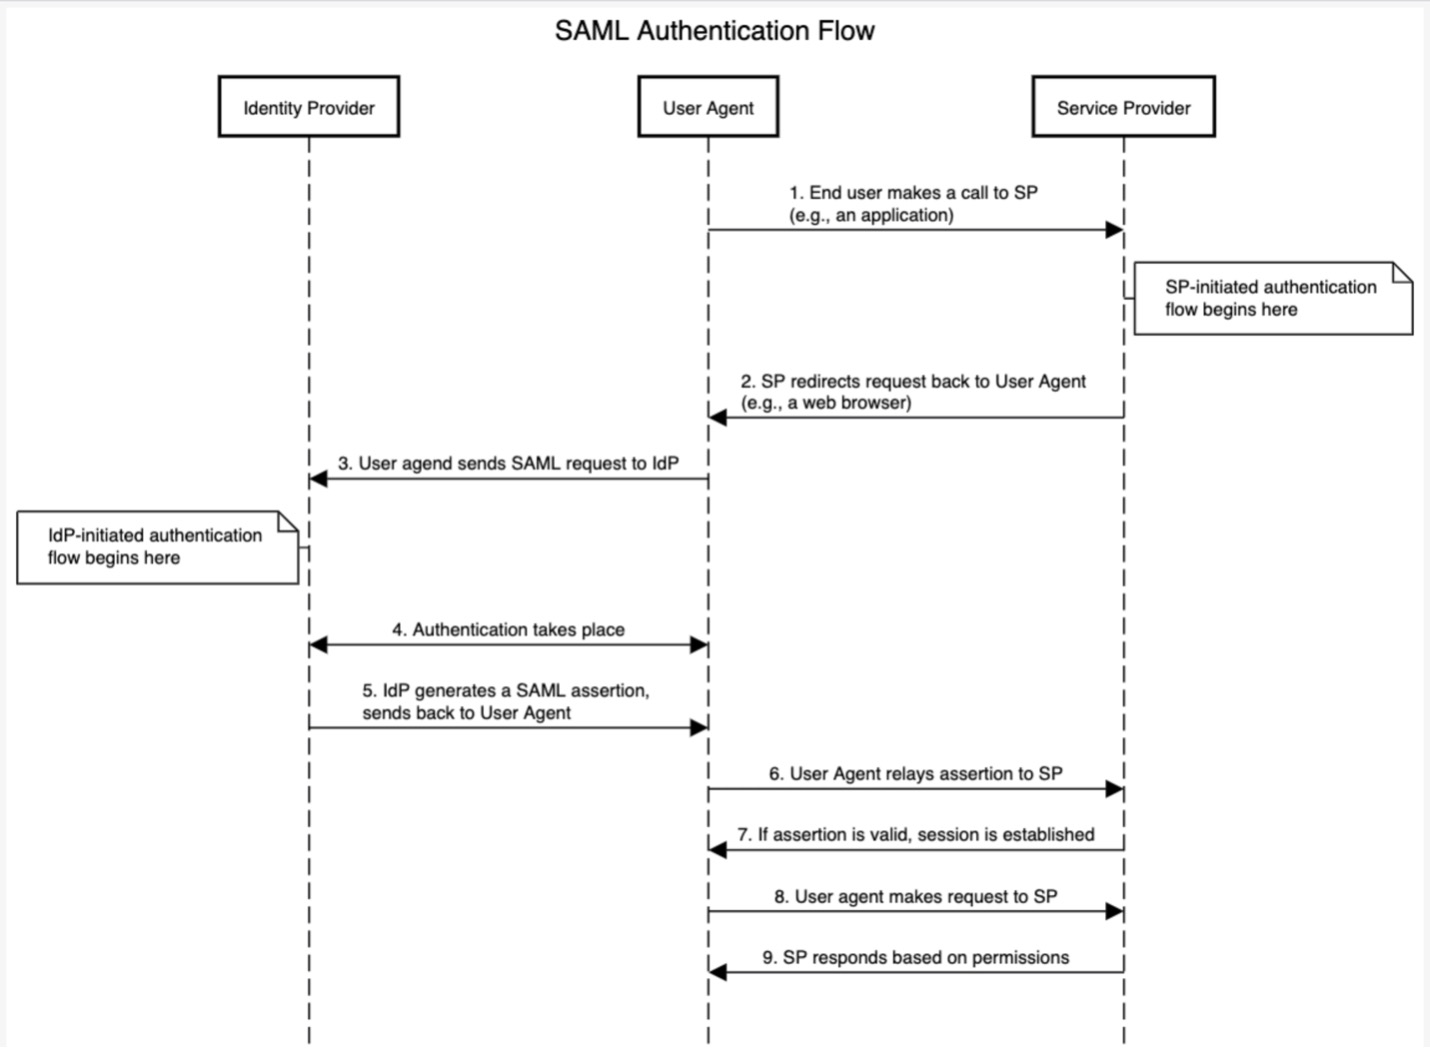 SAML Authentication Flow
Identity Provider
User Agent
Service Provider
1. End user makes a call to SP
(e.g., an application)
SP-initiated authentication
flow begins here
2. SP redirects request back to User Agent
(e.g., a web browser)
3. User agend sends SAML request to IdP
IdP-initiated authentication
flow begins here
4. Authentication takes place
5. IdP generates a SAML assertion,
sends back to User Agent
6. User Agent relays assertion to SP
7. If assertion is valid, session is established
8. User agent makes request to SP
9. SP responds based on permissions